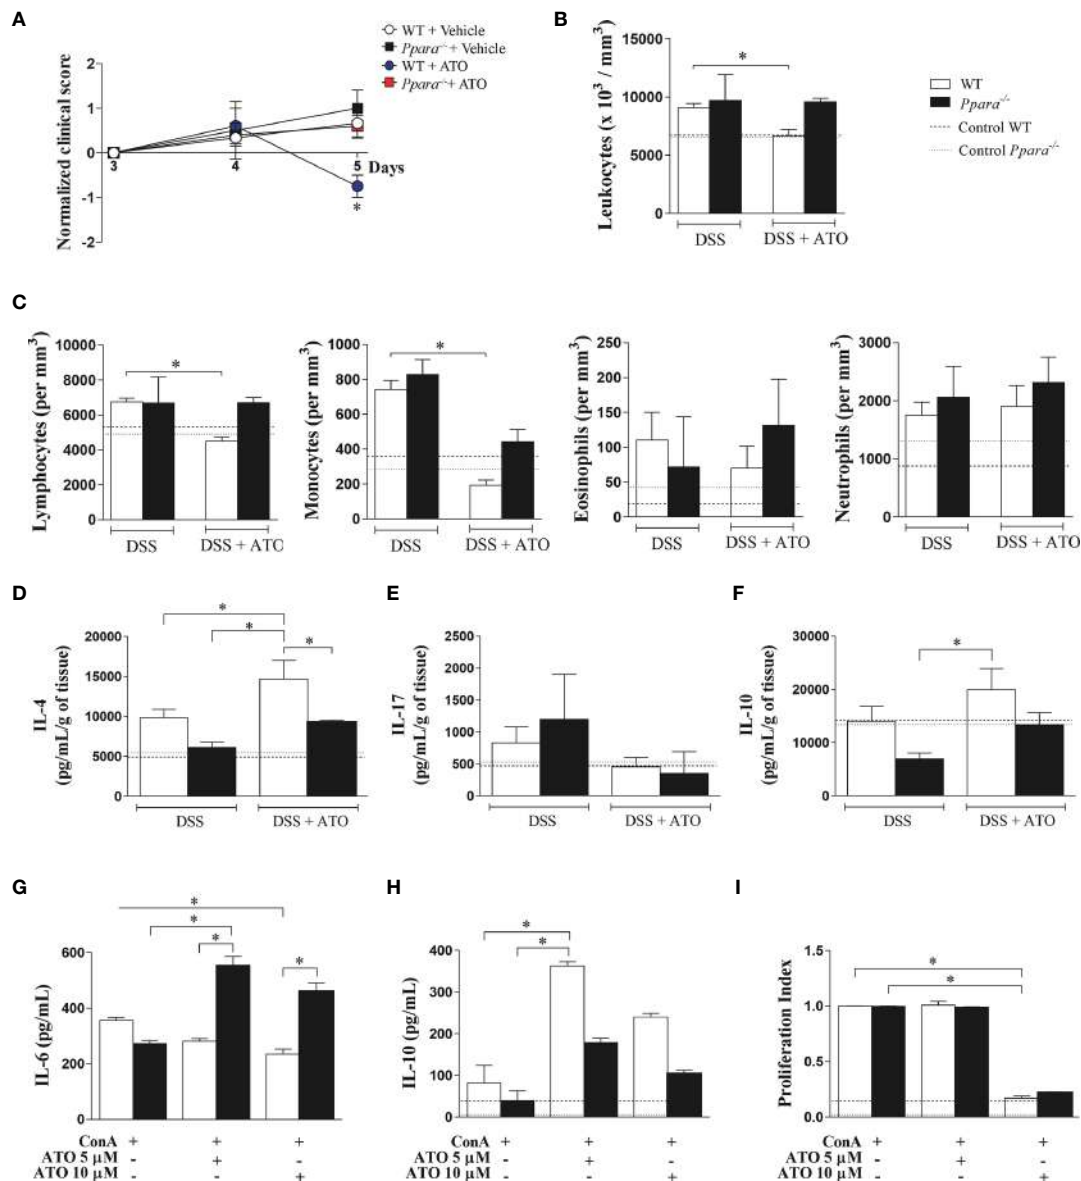 A
WT + Vehicle
Ppara-/- + Vehicle
WT + ATO
Ppara-/- + ATO
Normalized clinical score
2
1
0
-1
-2
3
4
5
Days
*
B
Leukocytes (x 10³ / mm³)
15000
10000
5000
0
*
DSS
DSS + ATO
WT
Ppara-/-
Control WT
Control Ppara-/-
C
Lymphocytes (per mm³)
10000
8000
6000
4000
2000
0
*
DSS
DSS + ATO
Monocytes (per mm³)
1000
800
600
400
200
0
*
DSS
DSS + ATO
Eosinophils (per mm³)
250
200
150
100
50
0
DSS
DSS + ATO
Neutrophils (per mm³)
3000
2000
1000
0
DSS
DSS + ATO
D
IL-4
(pg/mL/g of tissue)
20000
15000
10000
5000
0
*
*
*
DSS
DSS + ATO
E
IL-17
(pg/mL/g of tissue)
2500
2000
1500
1000
500
0
DSS
DSS + ATO
F
IL-10
(pg/mL/g of tissue)
30000
20000
10000
0
*
DSS
DSS + ATO
G
IL-6 (pg/mL)
600
400
200
0
*
*
*
*
ConA + + +
ATO 5 µM - + -
ATO 10 µM - - +
H
IL-10 (pg/mL)
400
300
200
100
0
*
*
+ + +
- + -
- - +
I
Proliferation Index
1.5
1.0
0.5
0.0
*
*
ConA + + +
ATO 5 µM - + -
ATO 10 µM - - +